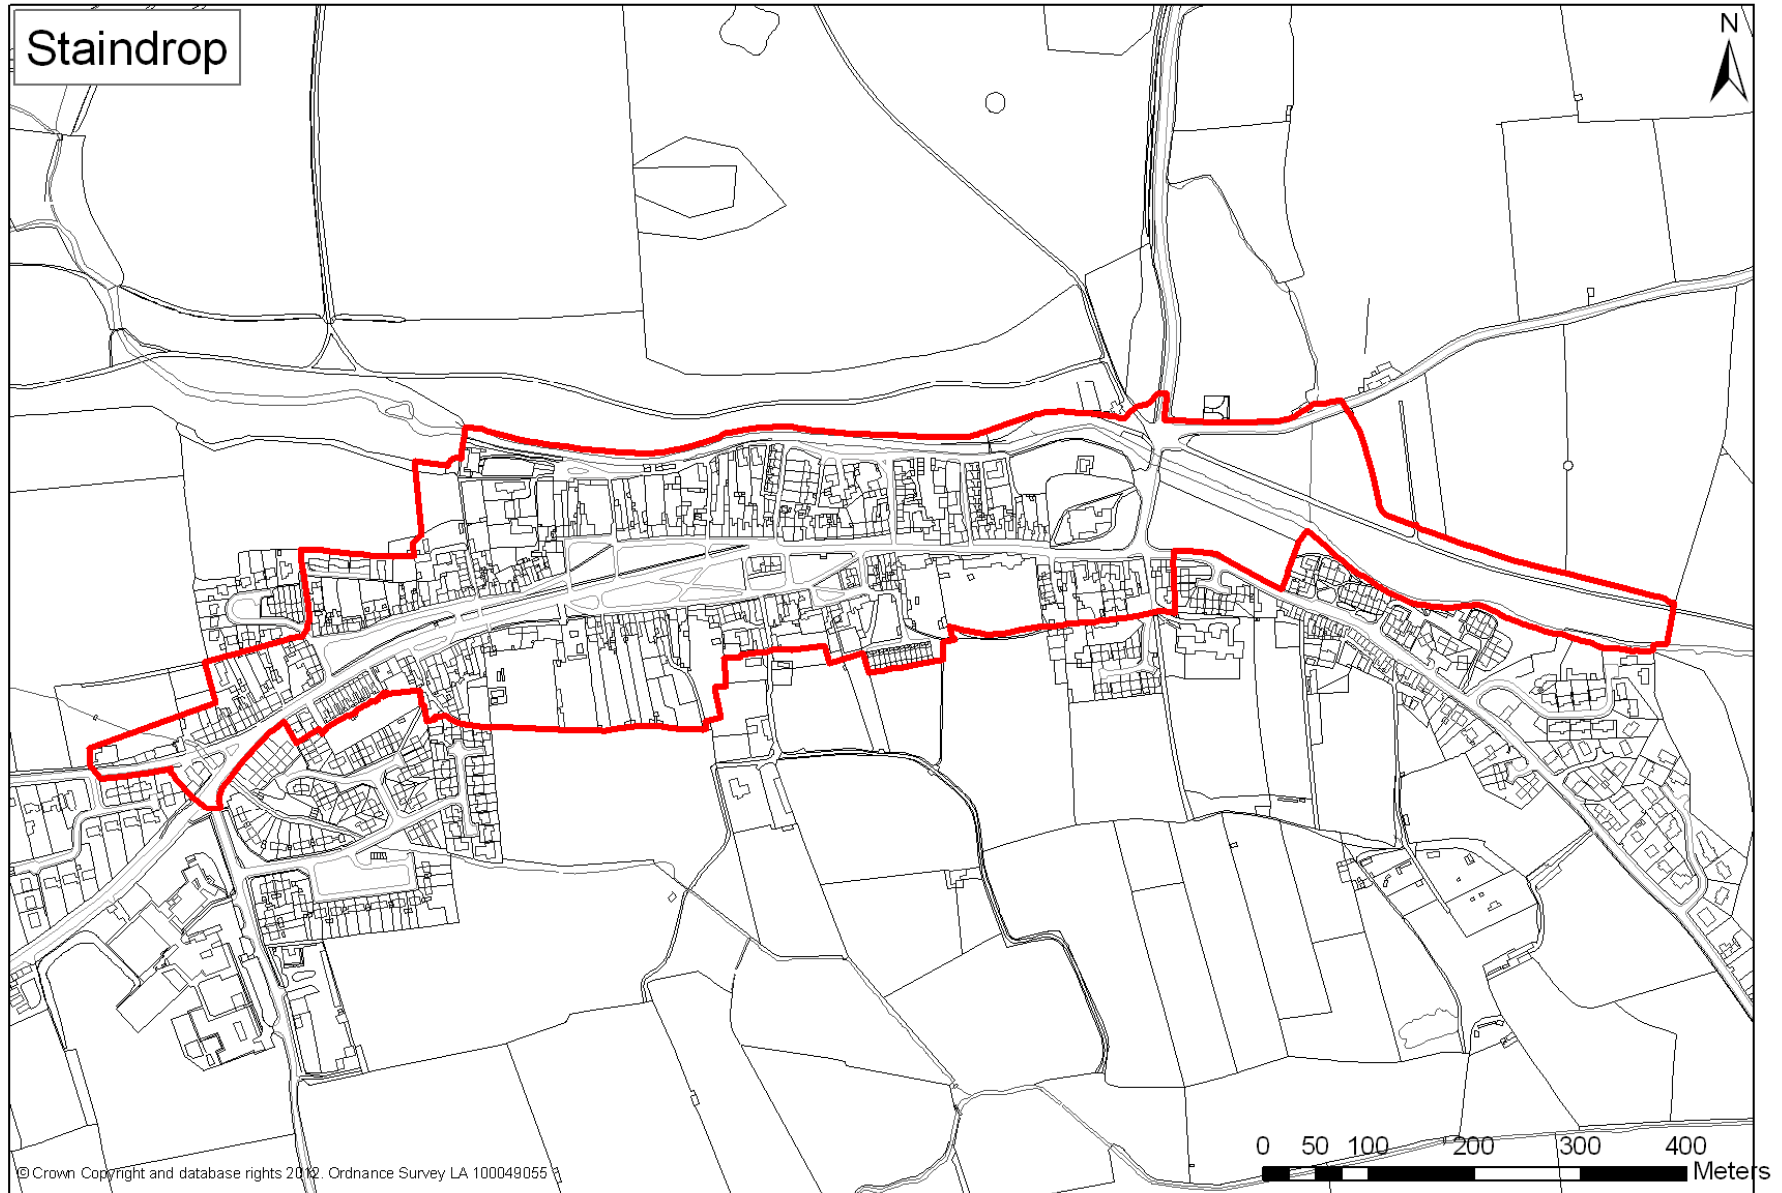 Staindrop
N
0 50 100 200 300 400
Meters
© Crown Copyright and database rights 2012. Ordnance Survey LA 100049055